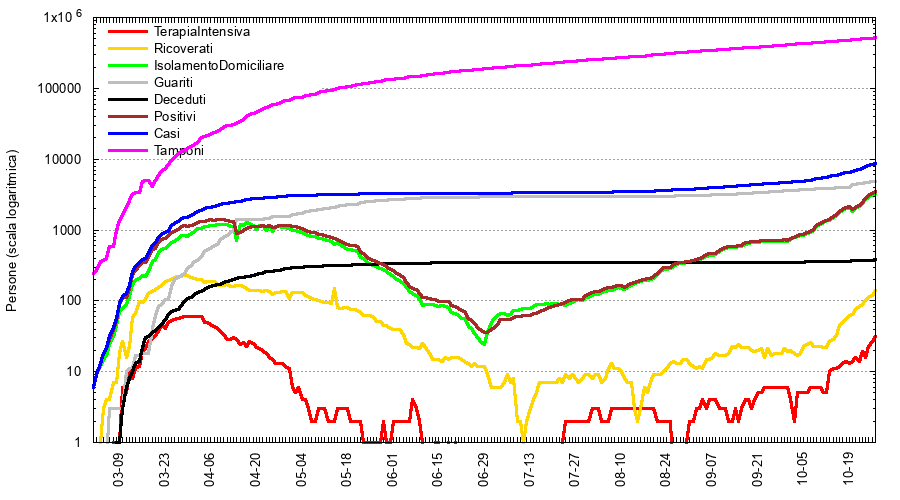 1x10 6
100000
10000
1000
100
10
1
Persone (scala logaritmica)
TerapiaIntensiva
Ricoverati
IsolamentoDomiciliare
Guariti
Deceduti
Positivi
Casi
Tamponi
03-09
03-23
04-06
04-20
05-04
05-18
06-01
06-15
06-29
07-13
07-27
08-10
08-24
09-07
09-21
10-05
10-19